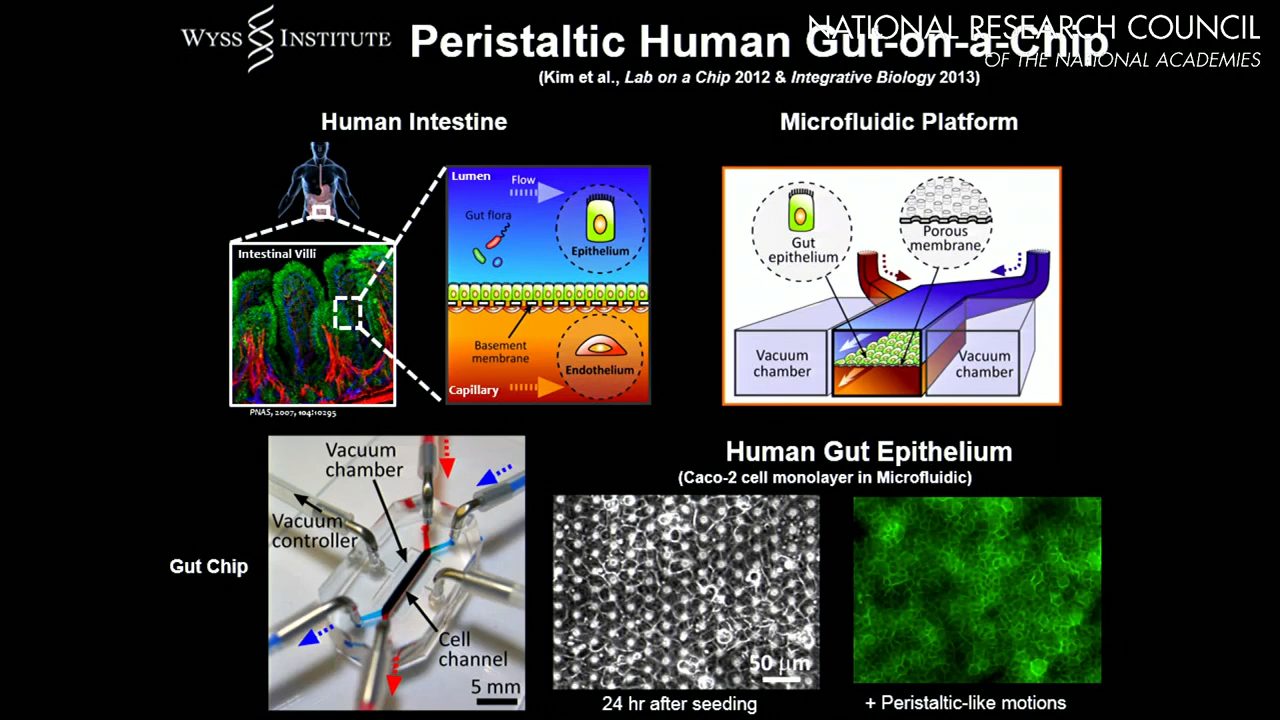 WYSS INSTITUTE
Peristaltic Human Gut-on-a-Chip
NATIONAL RESEARCH COUNCIL
OF THE NATIONAL ACADEMIES
(Kim et al., Lab on a Chip 2012 & Integrative Biology 2013)
Human Intestine
Microfluidic Platform
Intestinal Villi
PNAS, 2007, 104:10295
Lumen
Flow
Gut flora
Epithelium
Basement
membrane
Endothelium
Capillary
Gut
epithelium
Porous
membrane
Vacuum
chamber
Vacuum
chamber
Gut Chip
Vacuum
chamber
Vacuum
controller
Cell
channel
5 mm
Human Gut Epithelium
(Caco-2 cell monolayer in Microfluidic)
50 μm
24 hr after seeding
+ Peristaltic-like motions